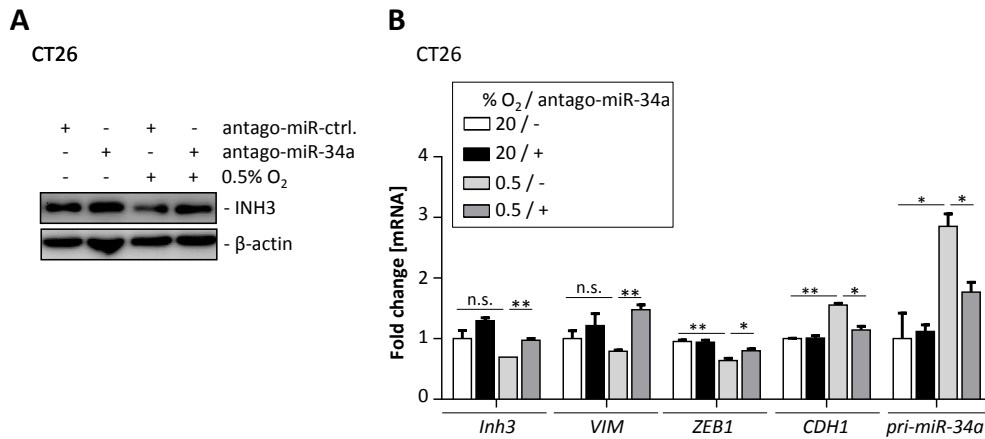 A
CT26
+ - + - antago-miR-ctrl.
- + - + antago-miR-34a
- - + + 0.5% O₂
- INH3
- β-actin
B
CT26
% O₂ / antago-miR-34a
20 / -
20 / +
0.5 / -
0.5 / +
Fold change [mRNA]
4
3
2
1
0
n.s. **
n.s. **
** *
** *
* *
Inh3 VIM ZEB1 CDH1 pri-miR-34a